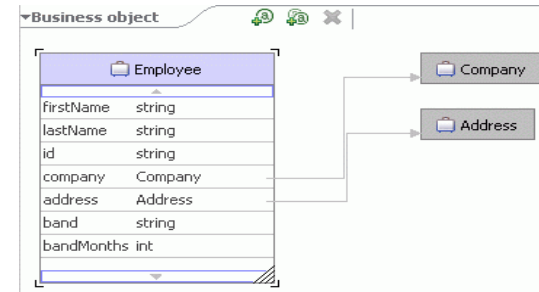 Business object
Employee
firstName string
lastName string
id string
company Company
address Address
band string
bandMonths int
Company
Address